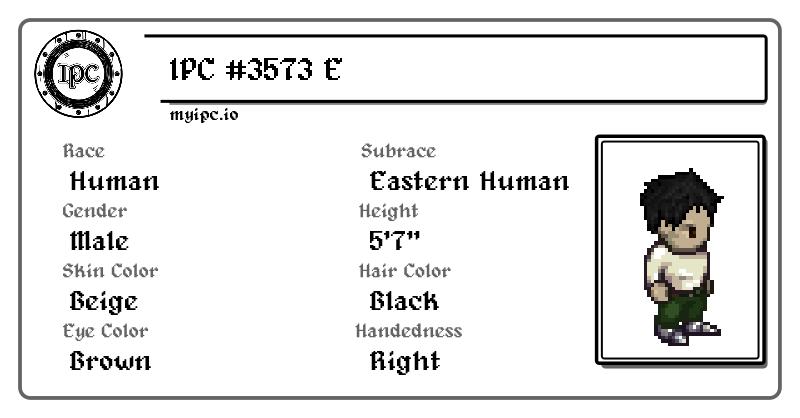 IPC
IPC #3573 E
myipc.io
Race
Human
Subrace
Eastern Human
Gender
Male
Height
5'7"
Skin Color
Beige
Hair Color
Black
Eye Color
Brown
Handedness
Right